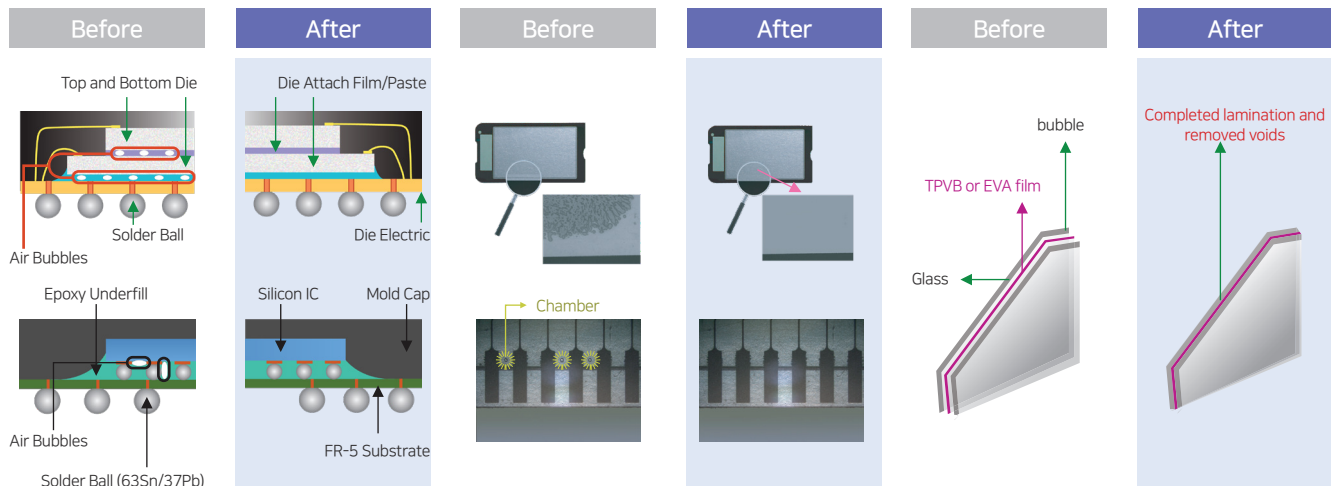 Before
After
Before
After
Before
After
Top and Bottom Die
Die Attach Film/Paste
Solder Ball
Die Electric
Air Bubbles
Epoxy Underfill
Silicon IC
Mold Cap
Air Bubbles
FR-5 Substrate
Solder Ball (63Sn/37Pb)
Chamber
bubble
TPVB or EVA film
Glass
Completed lamination and
removed voids